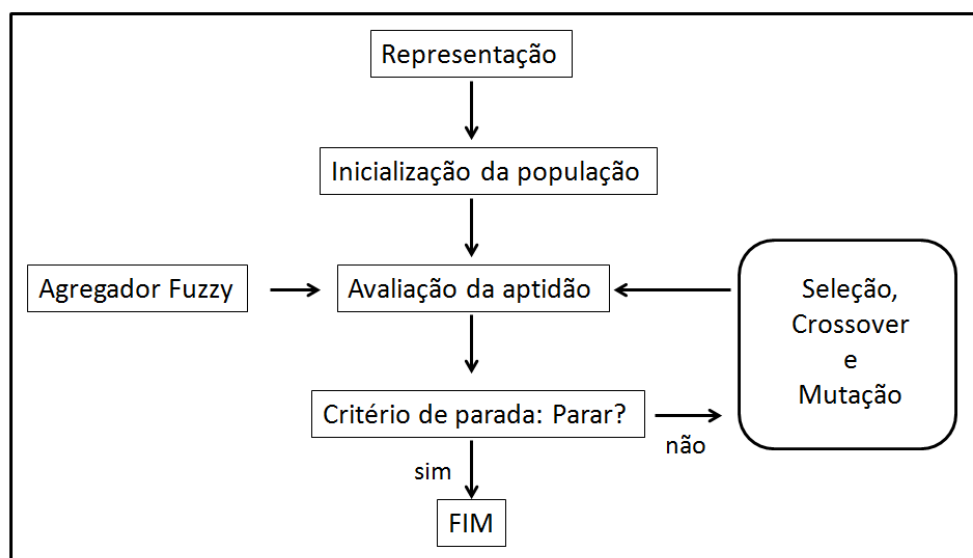 Representação
Inicialização da população
Agregador Fuzzy
Avaliação da aptidão
Seleção,
Crossover
e
Mutação
Critério de parada: Parar?
não
sim
FIM